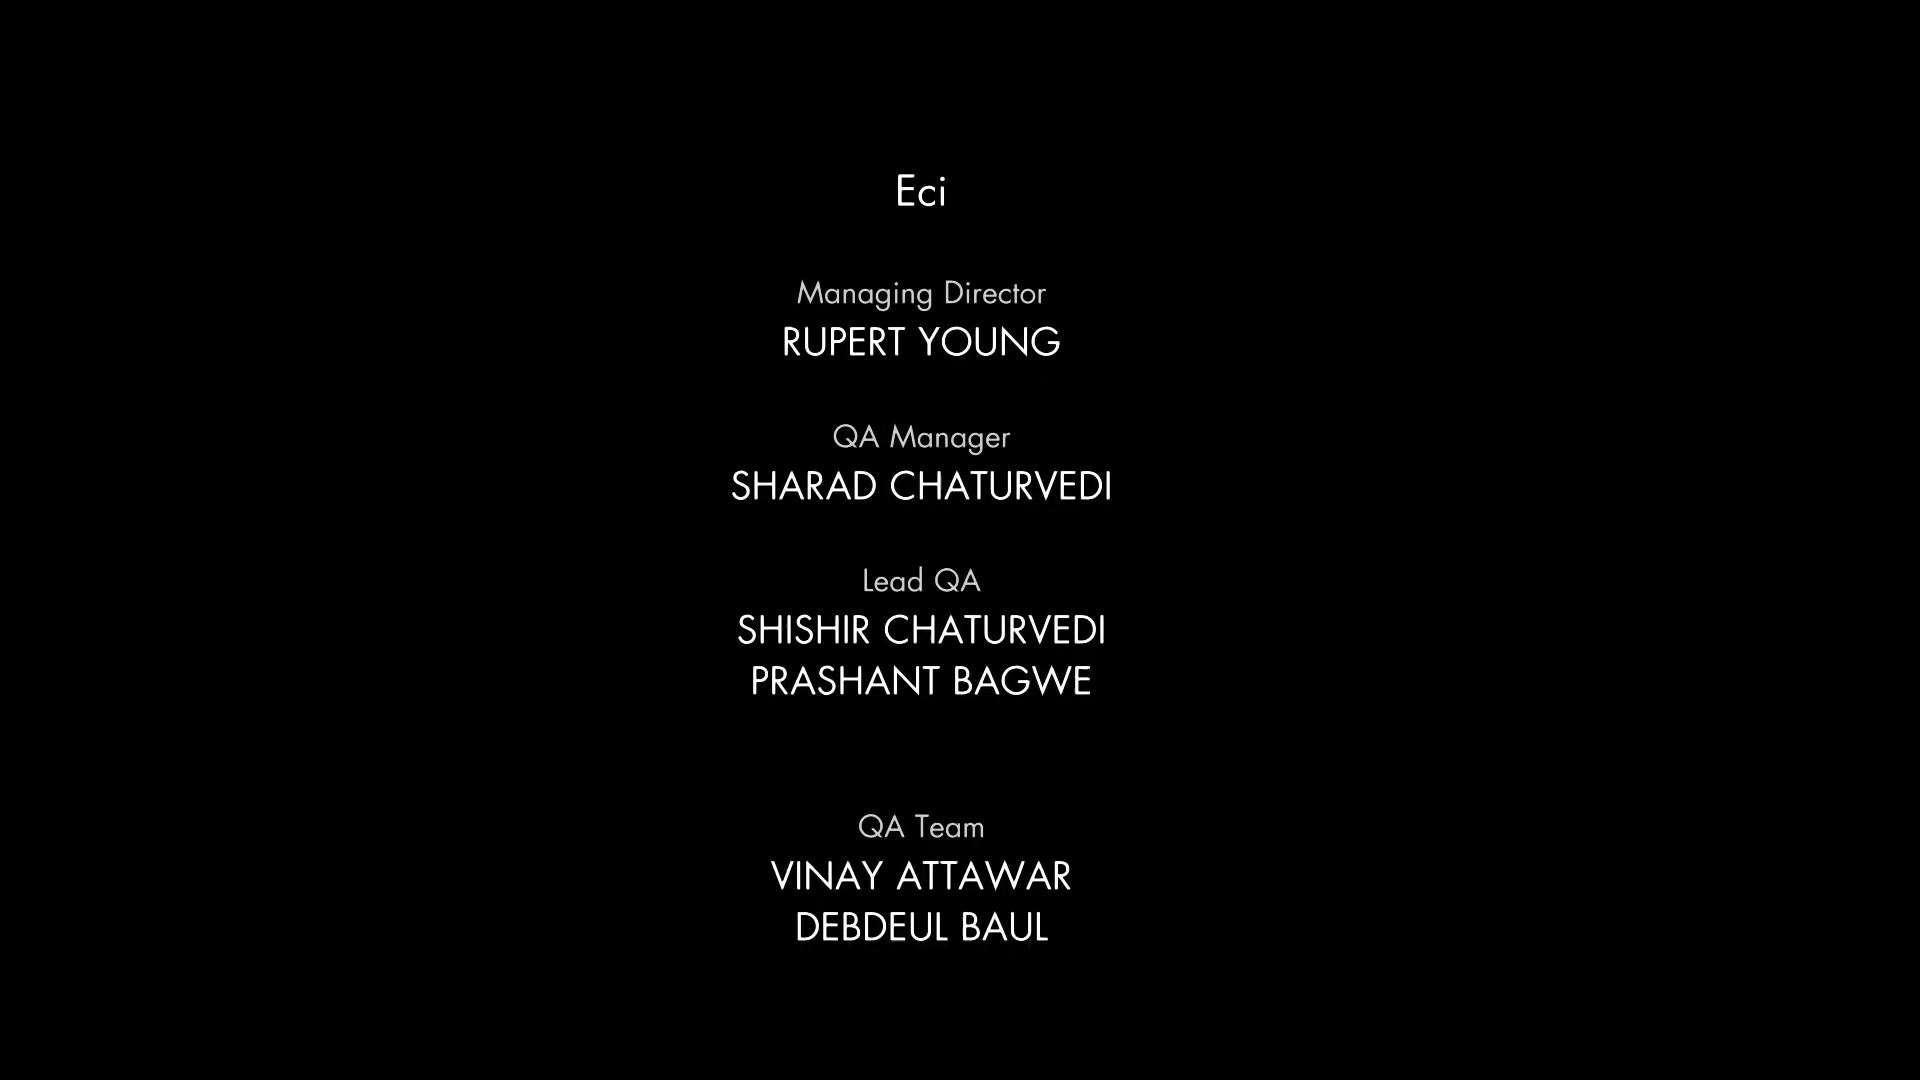 Eci
Managing Director
RUPERT YOUNG
QA Manager
SHARAD CHATURVEDI
Lead QA
SHISHIR CHATURVEDI
PRASHANT BAGWE
QA Team
VINAY ATTAWAR
DEBDEUL BAUL